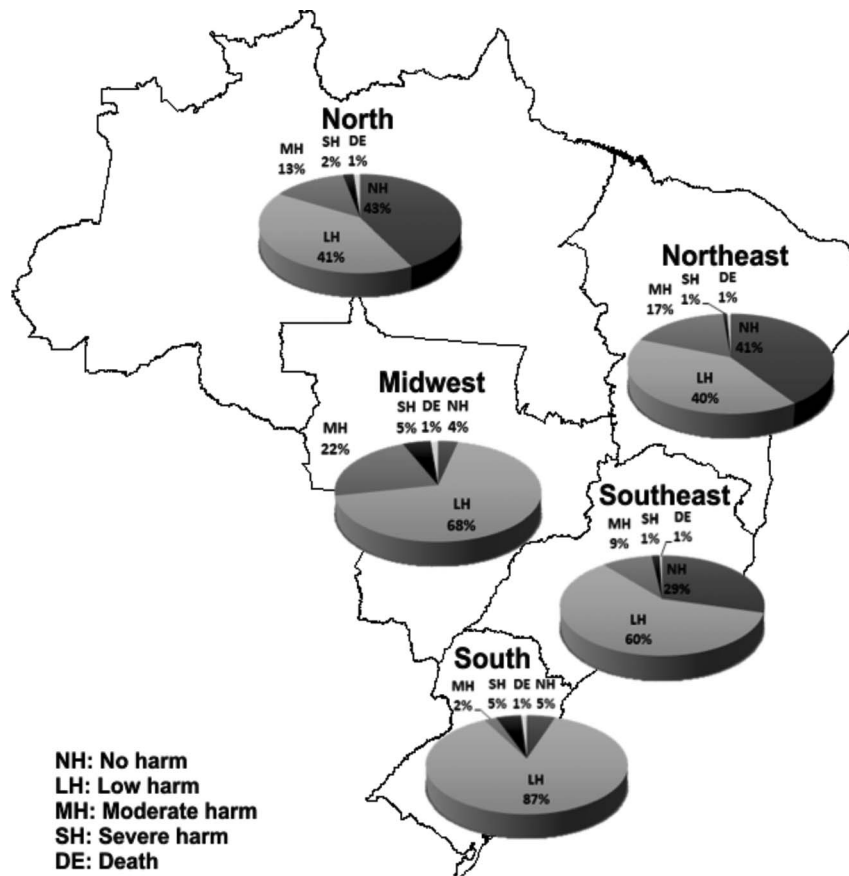 North
MH SH DE
13% 2% 1%
NH
43%
LH
41%
Northeast
MH SH DE
17% 1% 1%
NH
41%
LH
40%
Midwest
MH SH DE NH
22% 5% 1% 4%
LH
68%
Southeast
MH SH DE
9% 1% 1%
NH
29%
LH
60%
South
MH SH DE NH
2% 5% 1% 5%
LH
87%
NH: No harm
LH: Low harm
MH: Moderate harm
SH: Severe harm
DE: Death